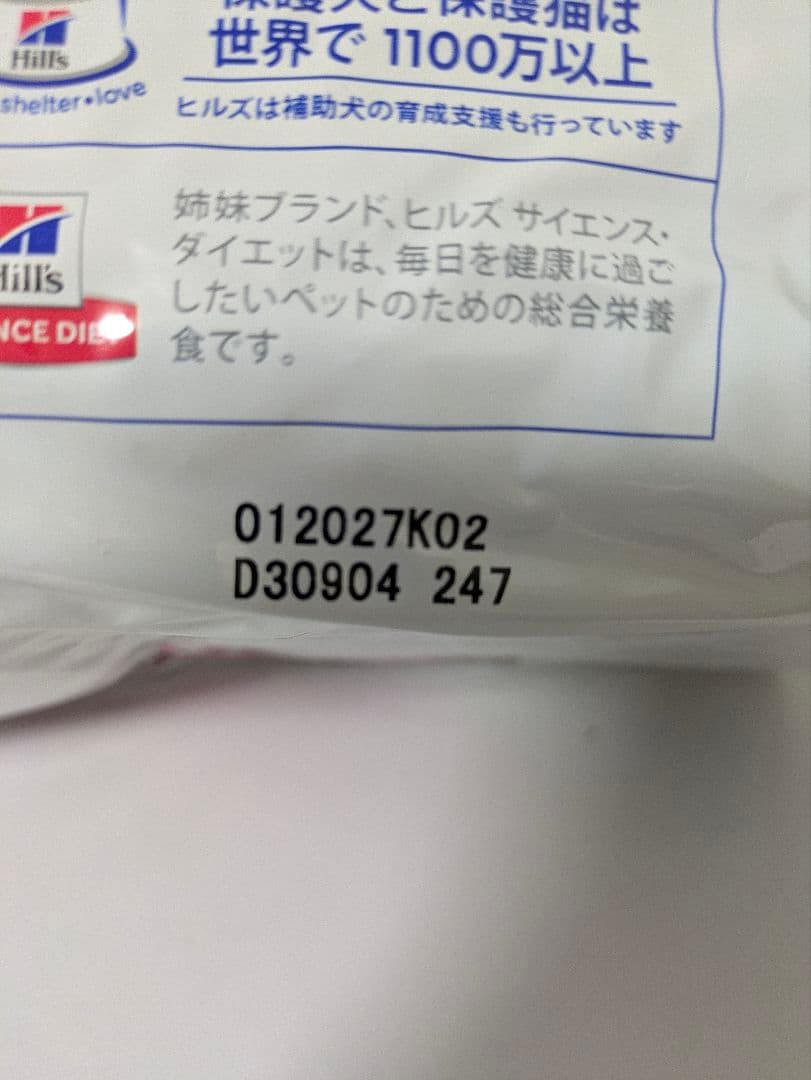 保護犬と保護猫は
Hill's
世界で 1100万以上
shelter•love
ヒルズは補助犬の育成支援も行っています
姉妹ブランド、ヒルズ サイエンス・
ダイエットは、毎日を健康に過ご
Hill's
したいペットのための総合栄養
NCE DIET
食です。
012027K02
D30904 247